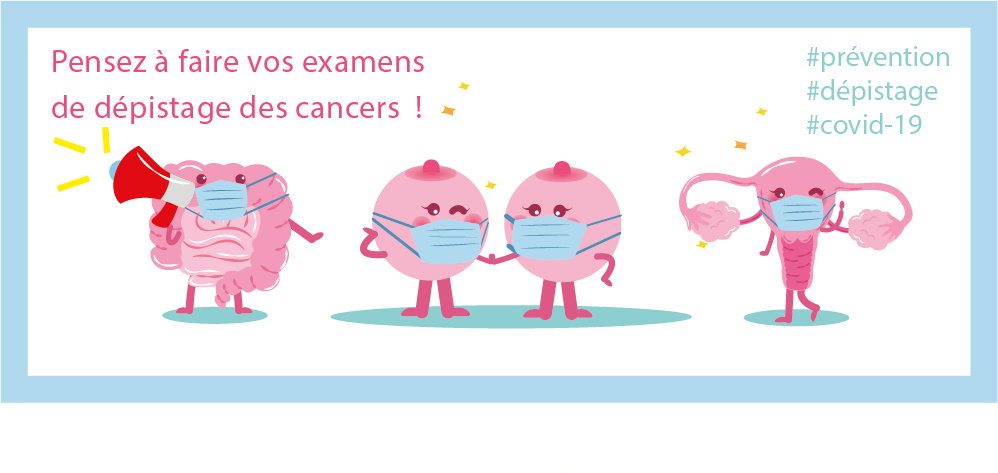 Pensez à faire vos examens
de dépistage des cancers  !
#prévention
#dépistage
#covid-19